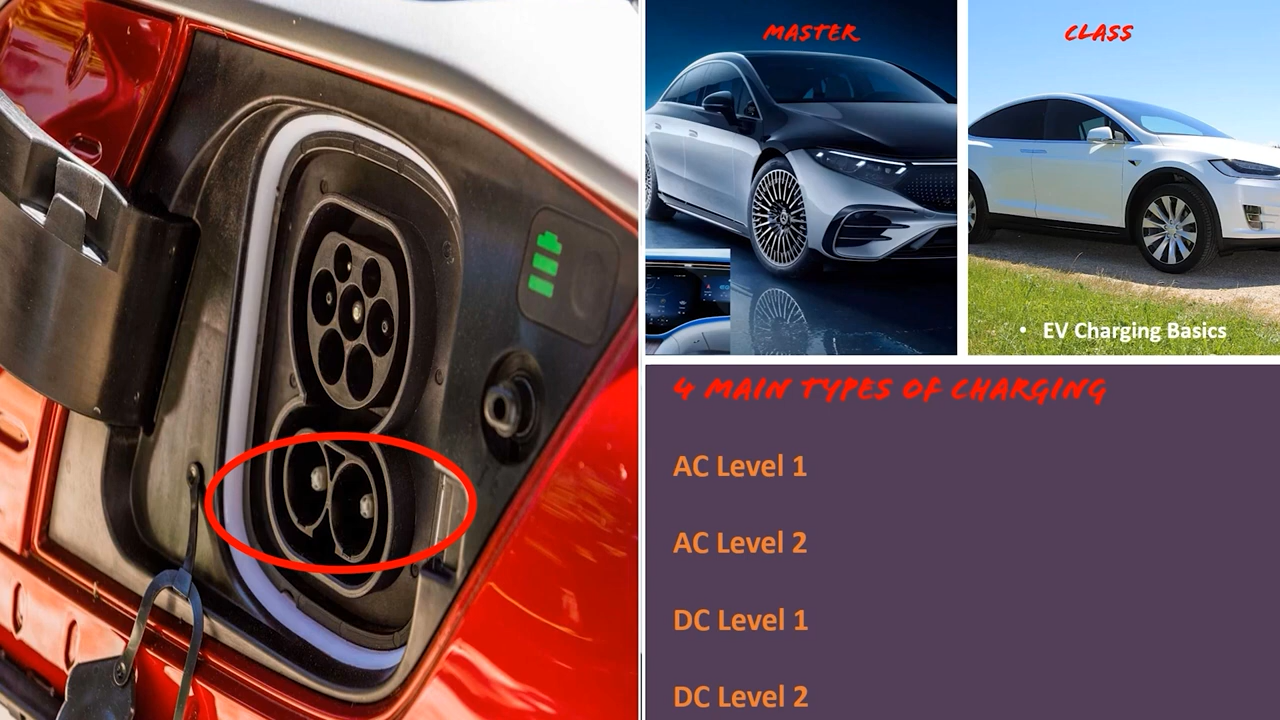 MASTER
CLASS
• EV Charging Basics
4 MAIN TYPES OF CHARGING
AC Level 1
AC Level 2
DC Level 1
DC Level 2